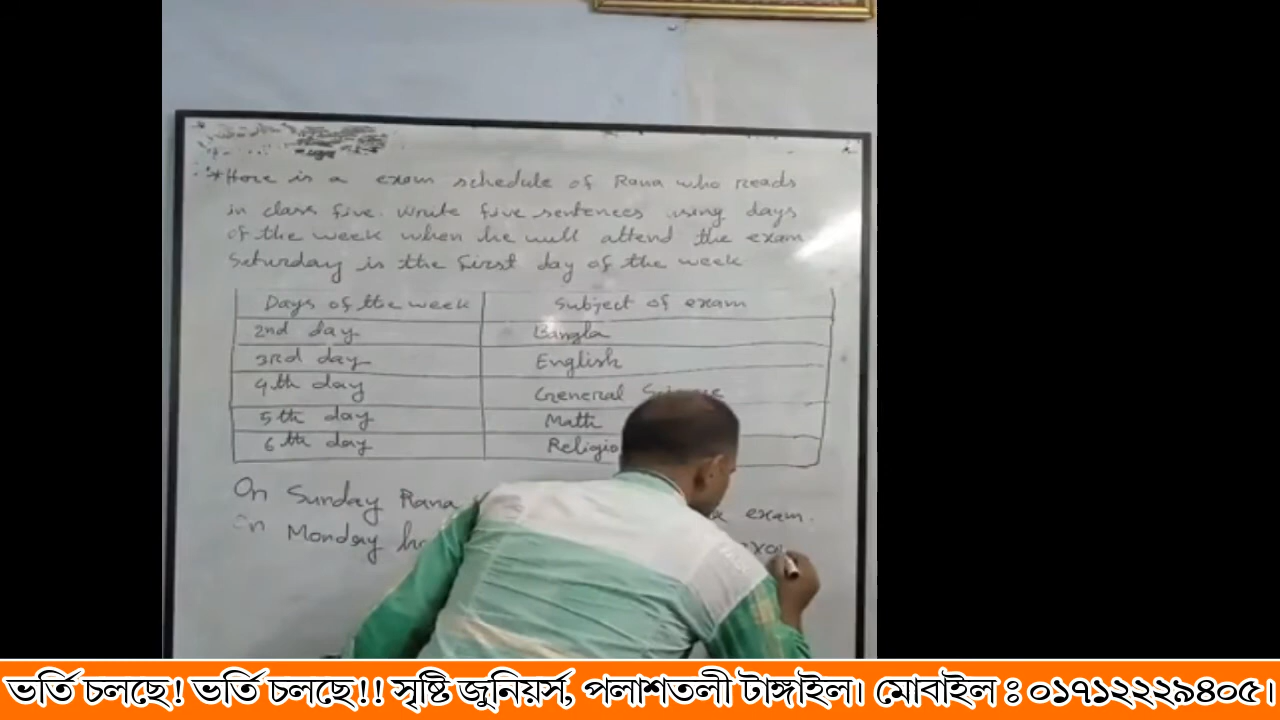 * Here is a exam schedule of Rana who reads
in class five. Write five sentences using days
of the week when he will attend the exam
Saturday is the first day of the week
Days of the week Subject of exam
2nd day Bangla
3rd day English
4th day General Science
5th day Math
6th day Religio
On Sunday Rana exam.
On Monday he exa
ভর্তি চলছে! ভর্তি চলছে!! সৃষ্টি জুনিয়র্স, পলাশতলী টাঙ্গাইল। মোবাইল ঃ ০১৭১২২২৯৪০৫।